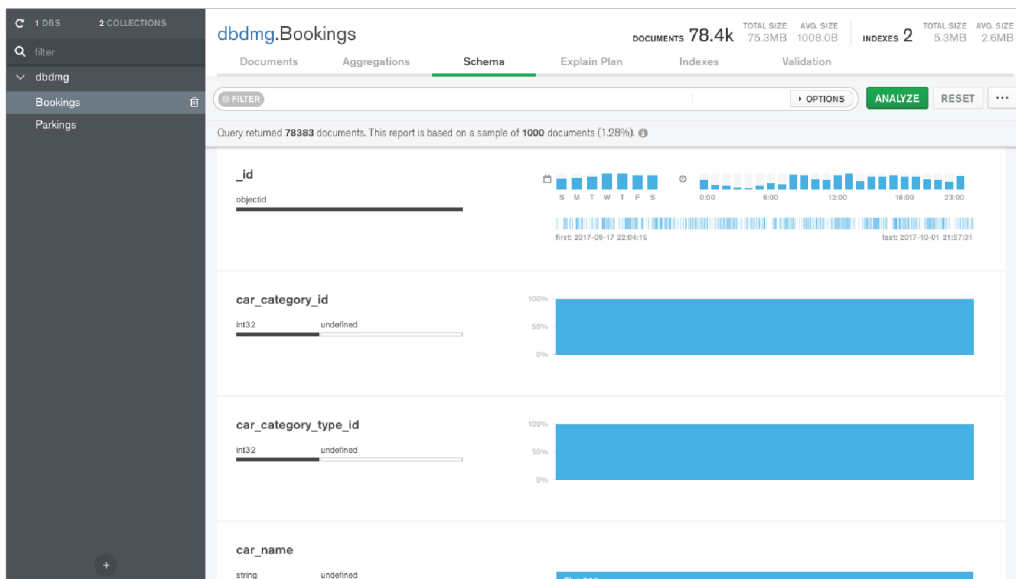 1 DBS 2 COLLECTIONS
filter
dbdmg
Bookings
Parkings
dbdmg.Bookings
DOCUMENTS 78.4k TOTAL SIZE 75.3MB AVG. SIZE 1008.0B INDEXES 2 TOTAL SIZE 5.3MB AVG. SIZE 2.6MB
Documents Aggregations Schema Explain Plan Indexes Validation
FILTER OPTIONS ANALYZE RESET ...
Query returned 78383 documents. This report is based on a sample of 1000 documents (1.28%).
_id
objectid
S M T W T F S
0:00 6:00 12:00 18:00 23:00
first: 2017-09-17 22:04:15 last: 2017-10-01 21:57:31
car_category_id
int32 undefined
100%
50%
0%
car_category_type_id
int32 undefined
100%
50%
0%
car_name
string undefined